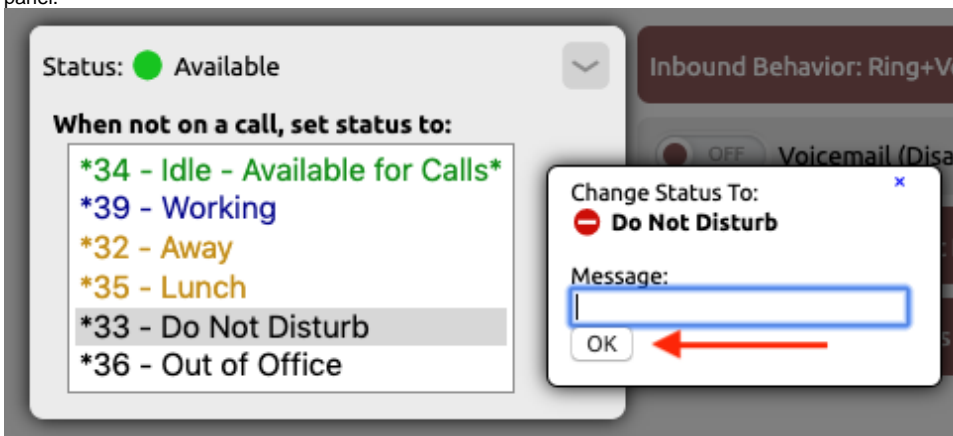 panel.
Status: Available
Inbound Behavior: Ring+V
When not on a call, set status to:
*34 - Idle - Available for Calls*
*39 - Working
*32 - Away
*35 - Lunch
*33 - Do Not Disturb
*36 - Out of Office
OFF Voicemail (Disa
Change Status To: x
Do Not Disturb
Message:
OK